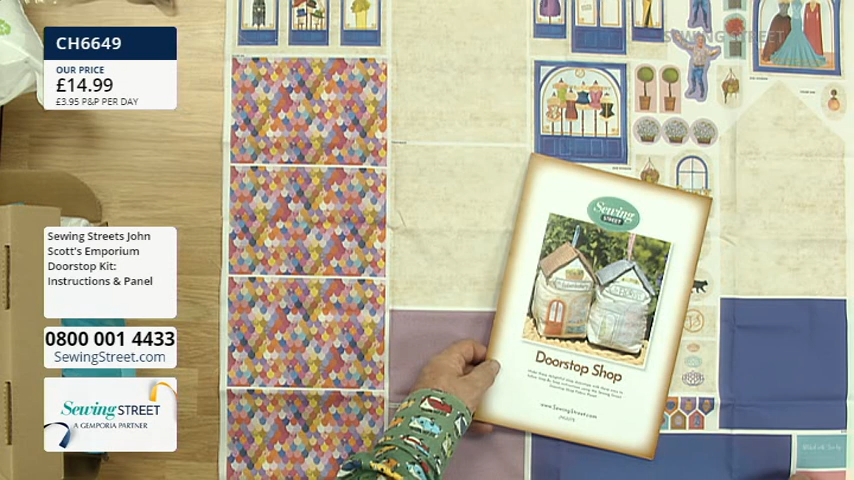 CH6649
OUR PRICE
£14.99
£3.95 P&P PER DAY
Sewing Streets John
Scott's Emporium
Doorstop Kit:
Instructions & Panel
0800 001 4433
SewingStreet.com
Sewing STREET
A GEMPORIA PARTNER
SEWING STREET
Sewing
STREET
Doorstop Shop
www.SewingStreet.com